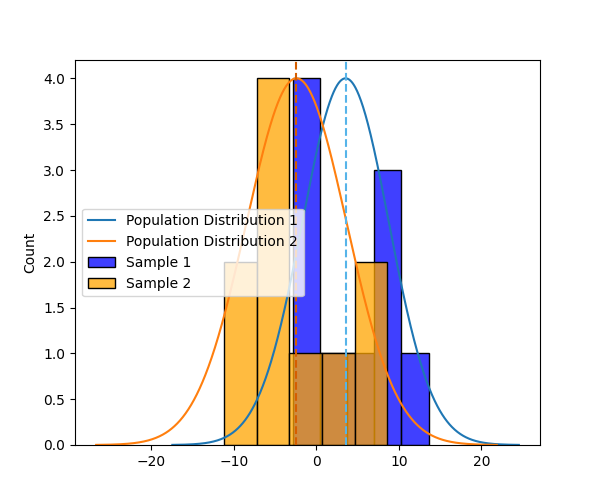 4.0
3.5
3.0
2.5
2.0
1.5
1.0
0.5
0.0
Count
Population Distribution 1
Population Distribution 2
Sample 1
Sample 2
−20 −10 0 10 20